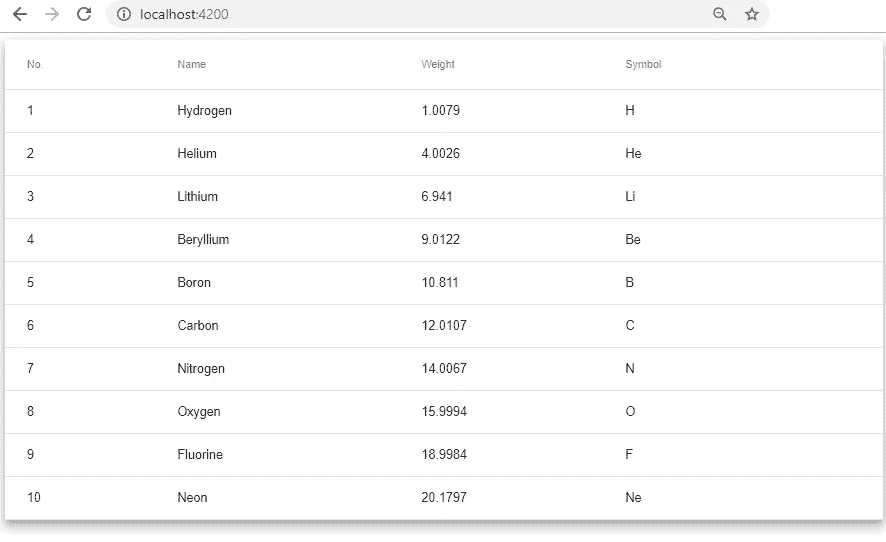 localhost:4200
No. Name Weight Symbol
1 Hydrogen 1.0079 H
2 Helium 4.0026 He
3 Lithium 6.941 Li
4 Beryllium 9.0122 Be
5 Boron 10.811 B
6 Carbon 12.0107 C
7 Nitrogen 14.0067 N
8 Oxygen 15.9994 O
9 Fluorine 18.9984 F
10 Neon 20.1797 Ne